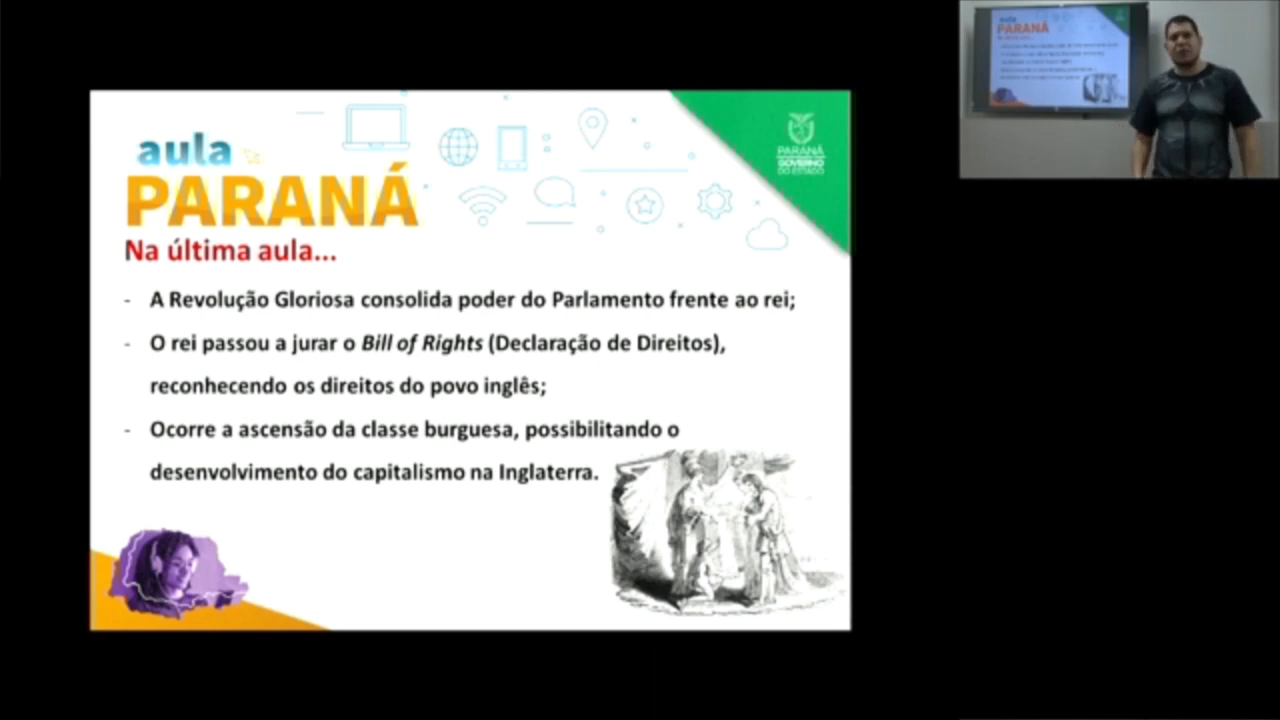 aula
PARANÁ
PARANÁ
GOVERNO
DO ESTADO
Na última aula...
- A Revolução Gloriosa consolida poder do Parlamento frente ao rei;
- O rei passou a jurar o Bill of Rights (Declaração de Direitos),
reconhecendo os direitos do povo inglês;
- Ocorre a ascensão da classe burguesa, possibilitando o
desenvolvimento do capitalismo na Inglaterra.
aula
PARANÁ